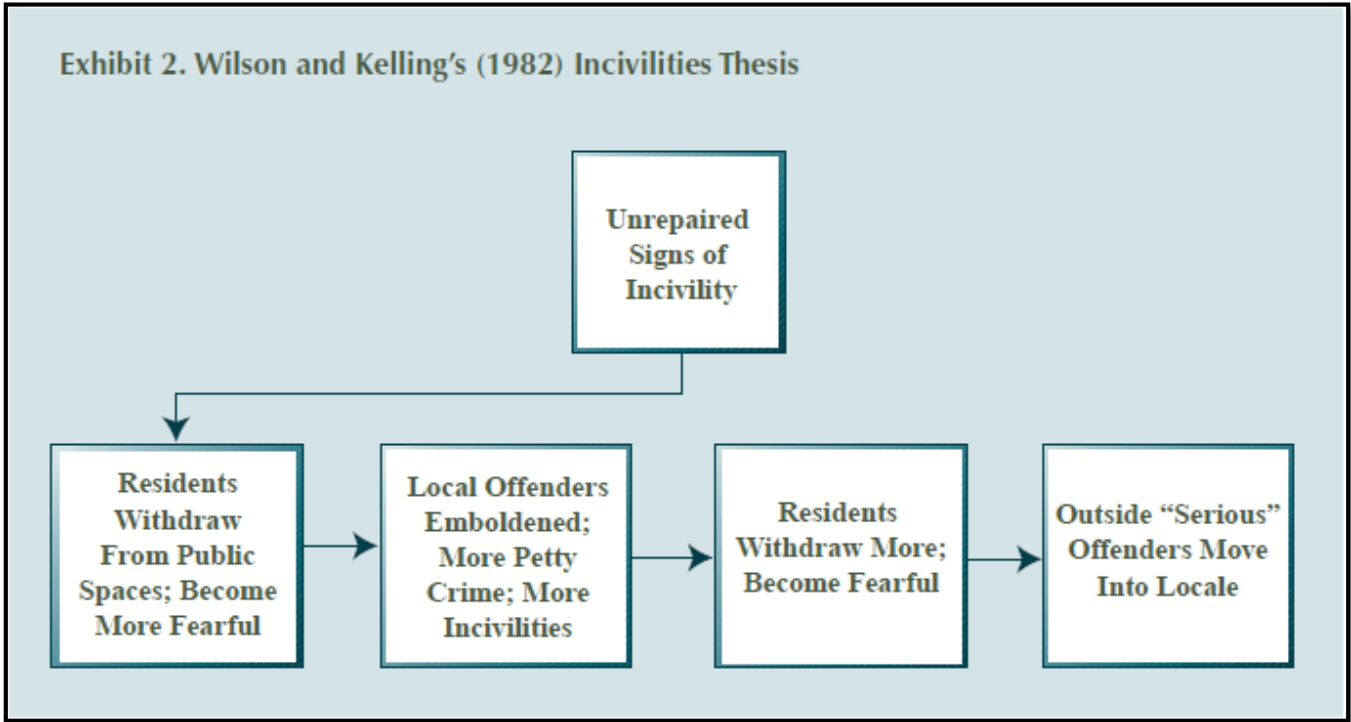 Exhibit 2. Wilson and Kelling's (1982) Incivilities Thesis
Unrepaired
Signs of
Incivility
Residents
Withdraw
From Public
Spaces; Become
More Fearful
Local Offenders
Emboldened;
More Petty
Crime; More
Incivilities
Residents
Withdraw More;
Become Fearful
Outside “Serious”
Offenders Move
Into Locale